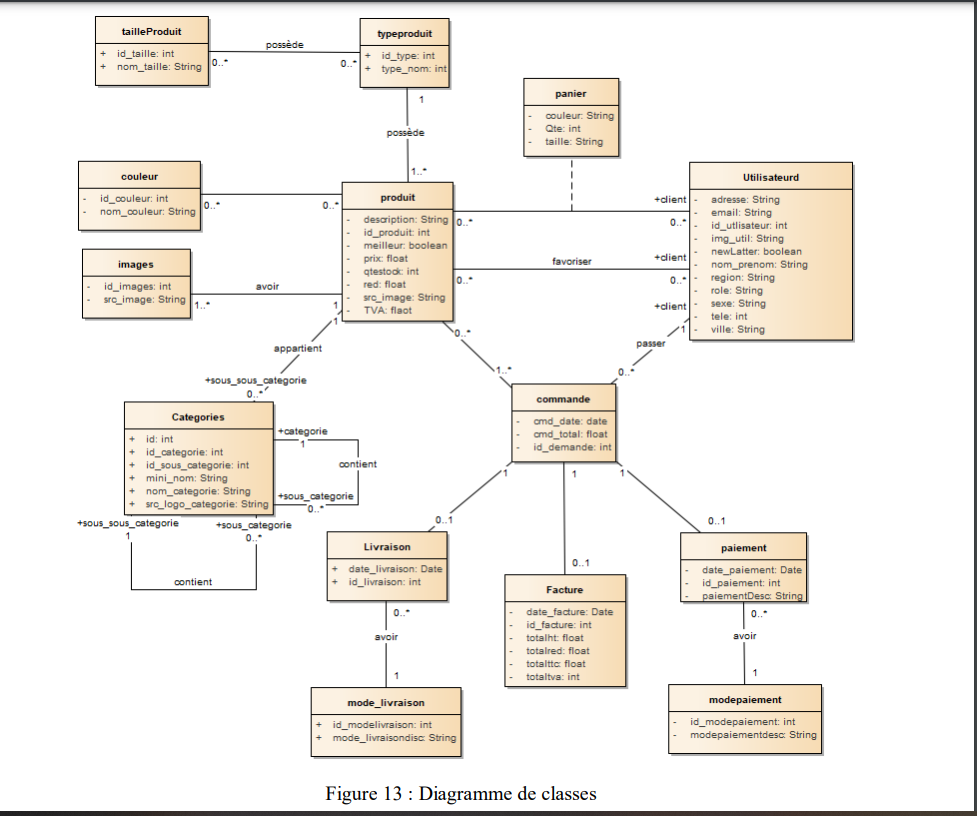 tailleProduit
+ id_taille: int
+ nom_taille: String
possède
0..*
0..*
typeproduit
+ id_type: int
+ type_nom: int
1
possède
1..*
panier
- couleur: String
- Qte: int
- taille: String
couleur
- id_couleur: int
- nom_couleur: String
0..*
0..*
images
- id_images: int
- src_image: String
avoir
1..*
1
produit
- description: String
- id_produit: int
- meilleur: boolean
- prix: float
- qtestock: int
- red: float
- src_image: String
- TVA: flaot
0..*
+client
0..*
favoriser
0..*
+client
0..*
Utilisateurd
- adresse: String
- email: String
- id_utlisateur: int
- img_util: String
- newLatter: boolean
- nom_prenom: String
- region: String
- role: String
- sexe: String
- tele: int
- ville: String
+client
1
passer
0..*
0..*
1..*
1
appartient
+sous_sous_categorie
0..*
commande
- cmd_date: date
- cmd_total: float
- id_demande: int
Categories
+ id: int
+ id_categorie: int
+ id_sous_categorie: int
+ mini_nom: String
+ nom_categorie: String
+ src_logo_categorie: String
+categorie
1
contient
+sous_categorie
0..*
+sous_sous_categorie
1
+sous_categorie
0..*
contient
1
0..1
1
0..1
1
0..1
Livraison
+ date_livraison: Date
+ id_livraison: int
0..*
avoir
1
mode_livraison
+ id_modelivraison: int
+ mode_livraisondisc: String
Facture
- date_facture: Date
- id_facture: int
- totalht: float
- totalred: float
- totalttc: float
- totaltva: int
paiement
- date_paiement: Date
- id_paiement: int
- paiementDesc: String
0..*
avoir
1
modepaiement
- id_modepaiement: int
- modepaiementdesc: String
Figure 13 : Diagramme de classes